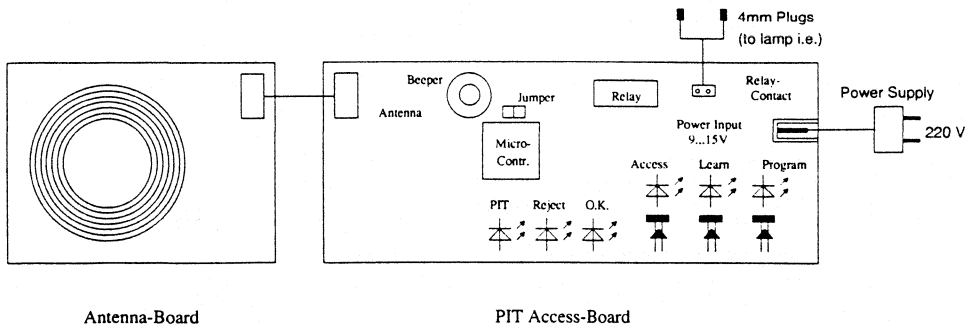 4mm Plugs
(to lamp i.e.)
Beeper
Antenna
Jumper
Micro-
Contr.
Relay
Relay-
Contact
Power Input
9...15V
Power Supply
220 V
Access
Learn
Program
PIT
Reject
O.K.
Antenna-Board
PIT Access-Board